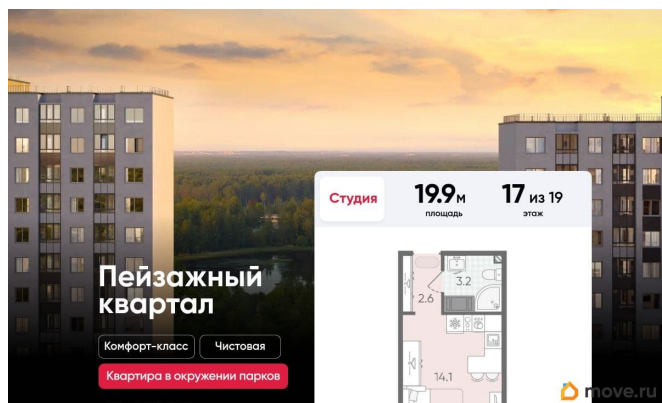 Студия
19.9 м
площадь
17 из 19
этаж
Пейзажный
квартал
Комфорт-класс
Чистовая
Квартира в окружении парков
3.2
2.6
14.1
move.ru